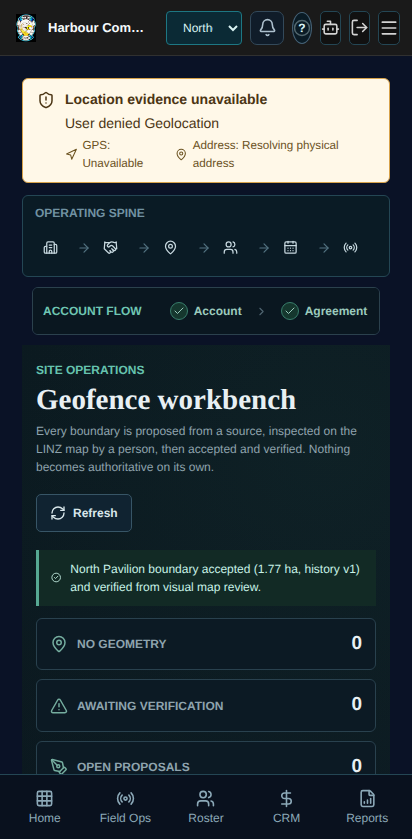 Harbour Com...
North
?
Location evidence unavailable
User denied Geolocation
GPS: Unavailable
Address: Resolving physical address
OPERATING SPINE
ACCOUNT FLOW
Account
Agreement
SITE OPERATIONS
Geofence workbench
Every boundary is proposed from a source, inspected on the
LINZ map by a person, then accepted and verified. Nothing
becomes authoritative on its own.
Refresh
North Pavilion boundary accepted (1.77 ha, history v1)
and verified from visual map review.
NO GEOMETRY 0
AWAITING VERIFICATION 0
OPEN PROPOSALS 0
Home
Field Ops
Roster
CRM
Reports